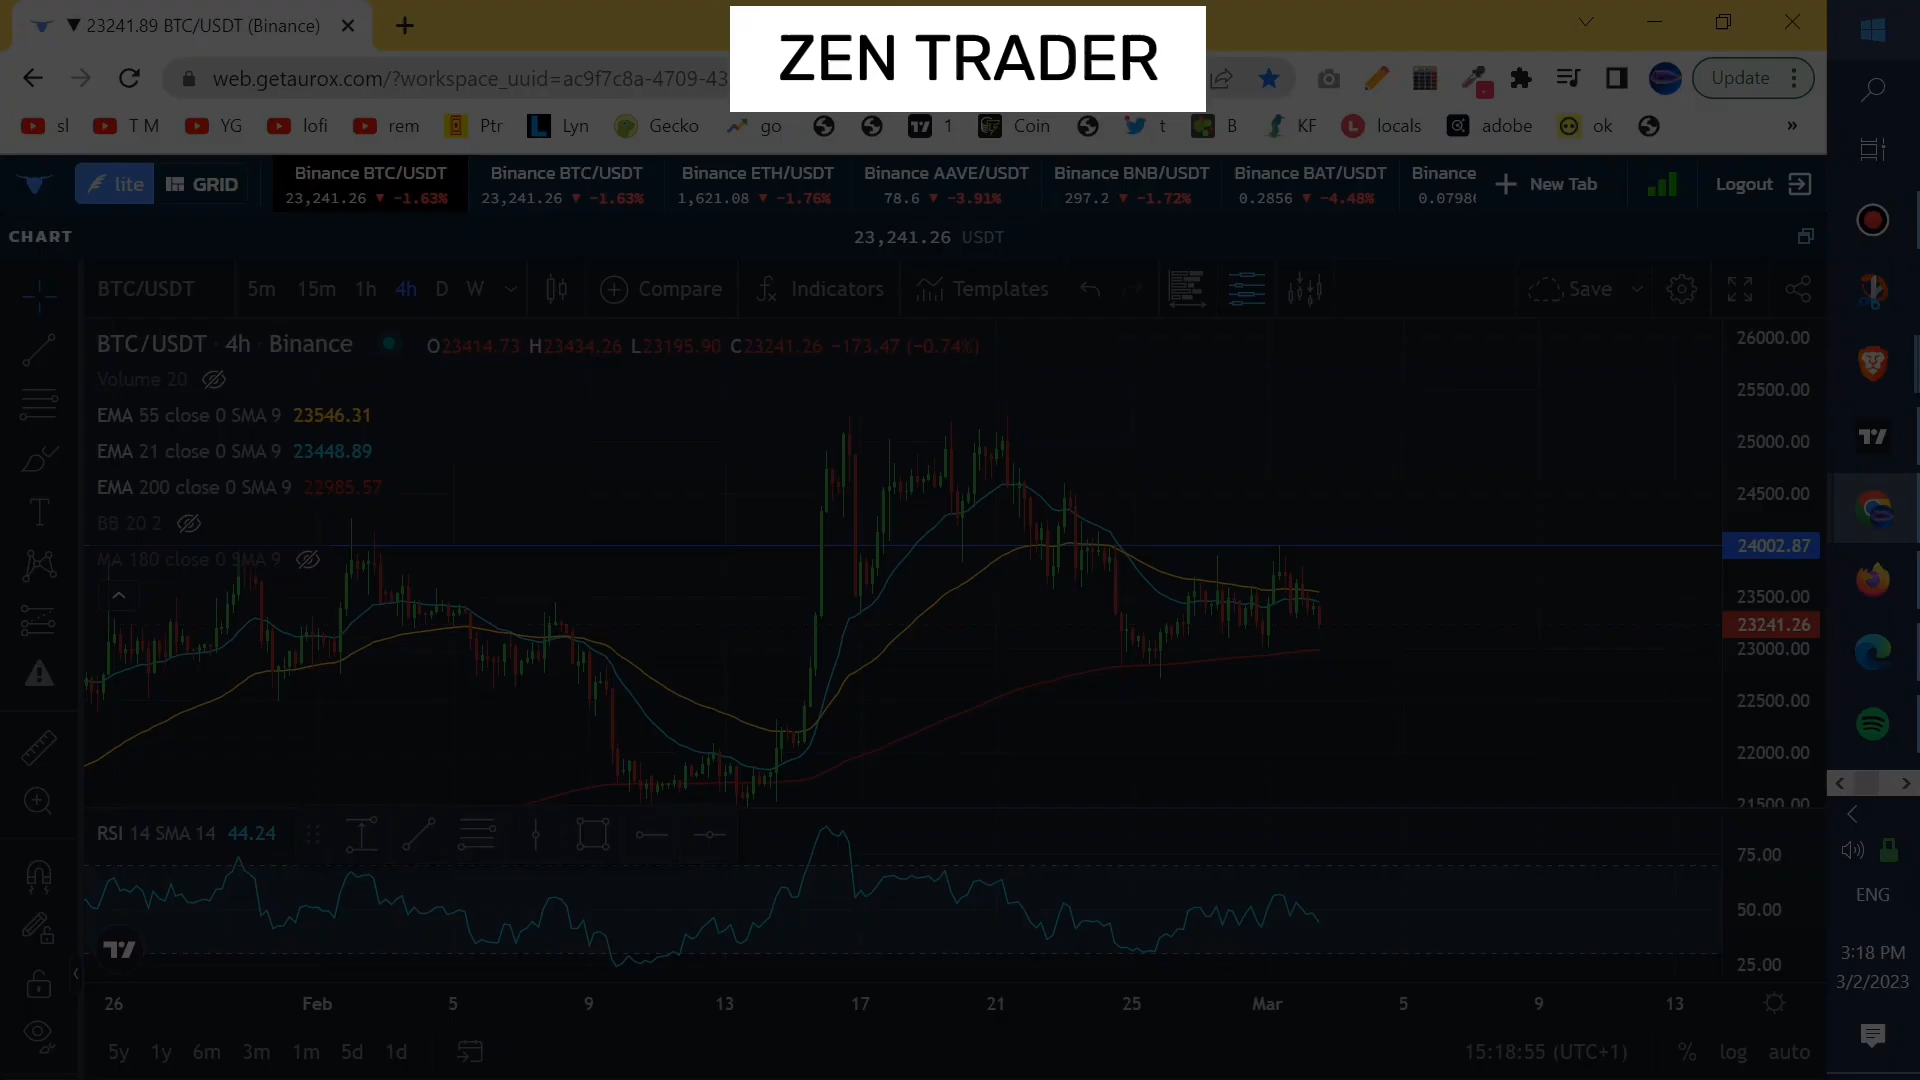 ▼ 23241.89 BTC/USDT (Binance)
ZEN TRADER
web.getaurox.com/?workspace_uuid=ac9f7c8a-4709-43
Update
sl
T M
YG
lofi
rem
Ptr
Lyn
Gecko
go
1
Coin
t
B
KF
locals
adobe
ok
»
lite
GRID
Binance BTC/USDT
23,241.26 ▼ -1.63%
Binance BTC/USDT
23,241.26 ▼ -1.63%
Binance ETH/USDT
1,621.08 ▼ -1.76%
Binance AAVE/USDT
78.6 ▼ -3.91%
Binance BNB/USDT
297.2 ▼ -1.72%
Binance BAT/USDT
0.2856 ▼ -4.48%
Binance
New Tab
Logout
CHART
23,241.26 USDT
BTC/USDT
5m 15m 1h 4h D W
Compare
Indicators
Templates
Save
BTC/USDT · 4h · Binance
O23414.73 H23434.26 L23195.90 C23241.26 −173.47 (−0.74%)
Volume 20
EMA 55 close 0 SMA 9 23546.31
EMA 21 close 0 SMA 9 23448.89
EMA 200 close 0 SMA 9 22985.57
BB 20 2
MA 180 close 0 SMA 9
26000.00
25500.00
25000.00
24500.00
24002.87
23500.00
23241.26
23000.00
22500.00
22000.00
21500.00
RSI 14 SMA 14 44.24
75.00
50.00
25.00
26 Feb 5 9 13 17 21 25 Mar 5 9 13
5y 1y 6m 3m 1m 5d 1d
15:18:55 (UTC+1)
% log auto
ENG
3:18 PM
3/2/2023